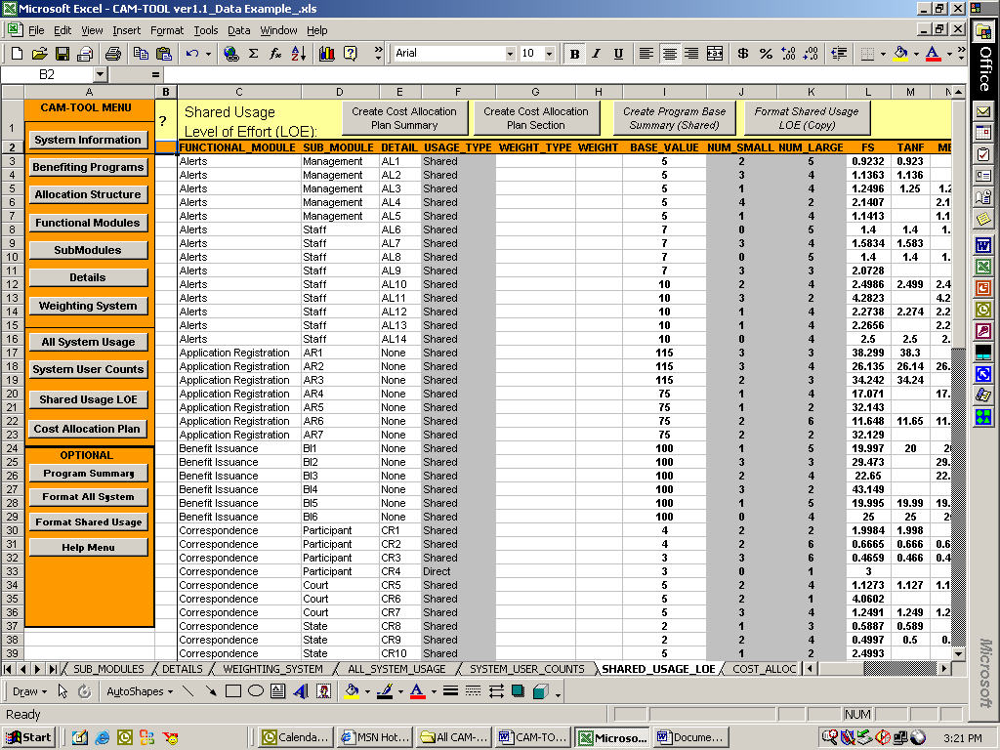 Microsoft Excel - CAM-TOOL ver1.1_Data Example_.xls
File Edit View Insert Format Tools Data Window Help
Arial 10 B I U $ %
B2 =
A B C D E F G H I J K L M N
CAM-TOOL MENU
System Information
Benefiting Programs
Allocation Structure
Functional Modules
SubModules
Details
Weighting System
All System Usage
System User Counts
Shared Usage LOE
Cost Allocation Plan
OPTIONAL
Program Summary
Format All System
Format Shared Usage
Help Menu
1 ? Shared Usage
Level of Effort (LOE):
Create Cost Allocation
Plan Summary
Create Cost Allocation
Plan Section
Create Program Base
Summary (Shared)
Format Shared Usage
LOE (Copy)
2 FUNCTIONAL_MODULE SUB_MODULE DETAIL USAGE_TYPE WEIGHT_TYPE WEIGHT BASE_VALUE NUM_SMALL NUM_LARGE FS TANF ME
3 Alerts Management AL1 Shared 5 2 5 0.9232 0.923
4 Alerts Management AL2 Shared 5 3 4 1.1363 1.136
5 Alerts Management AL3 Shared 5 1 4 1.2496 1.25 1.2
6 Alerts Management AL4 Shared 5 4 2 2.1407 2.1
7 Alerts Management AL5 Shared 5 1 4 1.1413 1.1
8 Alerts Staff AL6 Shared 7 0 5 1.4 1.4 1.
9 Alerts Staff AL7 Shared 7 3 4 1.5834 1.583
10 Alerts Staff AL8 Shared 7 0 5 1.4 1.4 1.
11 Alerts Staff AL9 Shared 7 3 3 2.0728
12 Alerts Staff AL10 Shared 10 2 4 2.4986 2.499 2.4
13 Alerts Staff AL11 Shared 10 3 2 4.2823 4.2
14 Alerts Staff AL12 Shared 10 1 4 2.2738 2.274 2.2
15 Alerts Staff AL13 Shared 10 1 4 2.2656 2.2
16 Alerts Staff AL14 Shared 10 0 4 2.5 2.5 2.
17 Application Registration AR1 None Shared 115 3 3 38.299 38.3
18 Application Registration AR2 None Shared 115 3 4 26.135 26.14 26.
19 Application Registration AR3 None Shared 115 2 3 34.242 34.24
20 Application Registration AR4 None Shared 75 1 4 17.071 17.
21 Application Registration AR5 None Shared 75 1 2 32.143
22 Application Registration AR6 None Shared 75 2 6 11.648 11.65 11.
23 Application Registration AR7 None Shared 75 2 2 32.129
24 Benefit Issuance BI1 None Shared 100 1 5 19.997 20 20
25 Benefit Issuance BI2 None Shared 100 3 3 29.473 29.
26 Benefit Issuance BI3 None Shared 100 2 4 22.65 22.
27 Benefit Issuance BI4 None Shared 100 3 2 43.149
28 Benefit Issuance BI5 None Shared 100 1 5 19.995 19.99 19.
29 Benefit Issuance BI6 None Shared 100 0 4 25 25 2
30 Correspondence Participant CR1 Shared 4 2 2 1.9984 1.998
31 Correspondence Participant CR2 Shared 4 2 6 0.6665 0.666 0.6
32 Correspondence Participant CR3 Shared 3 3 6 0.4659 0.466 0.4
33 Correspondence Participant CR4 Direct 3 0 1 3
34 Correspondence Court CR5 Shared 5 2 4 1.1273 1.127 1.1
35 Correspondence Court CR6 Shared 5 2 1 4.0602
36 Correspondence Court CR7 Shared 5 3 4 1.2491 1.249 1.2
37 Correspondence State CR8 Shared 2 1 3 0.5887 0.589
38 Correspondence State CR9 Shared 2 2 4 0.4997 0.5 0.
39 Correspondence State CR10 Shared 5 1 2 2.4993
SUB_MODULES DETAILS WEIGHTING_SYSTEM ALL_SYSTEM_USAGE SYSTEM_USER_COUNTS SHARED_USAGE_LOE COST_ALLOC
Draw AutoShapes
Ready NUM
Start Calenda... MSN Hot... All CAM-... CAM-TO... Microso... Docume... 3:21 PM
Office
Microsoft